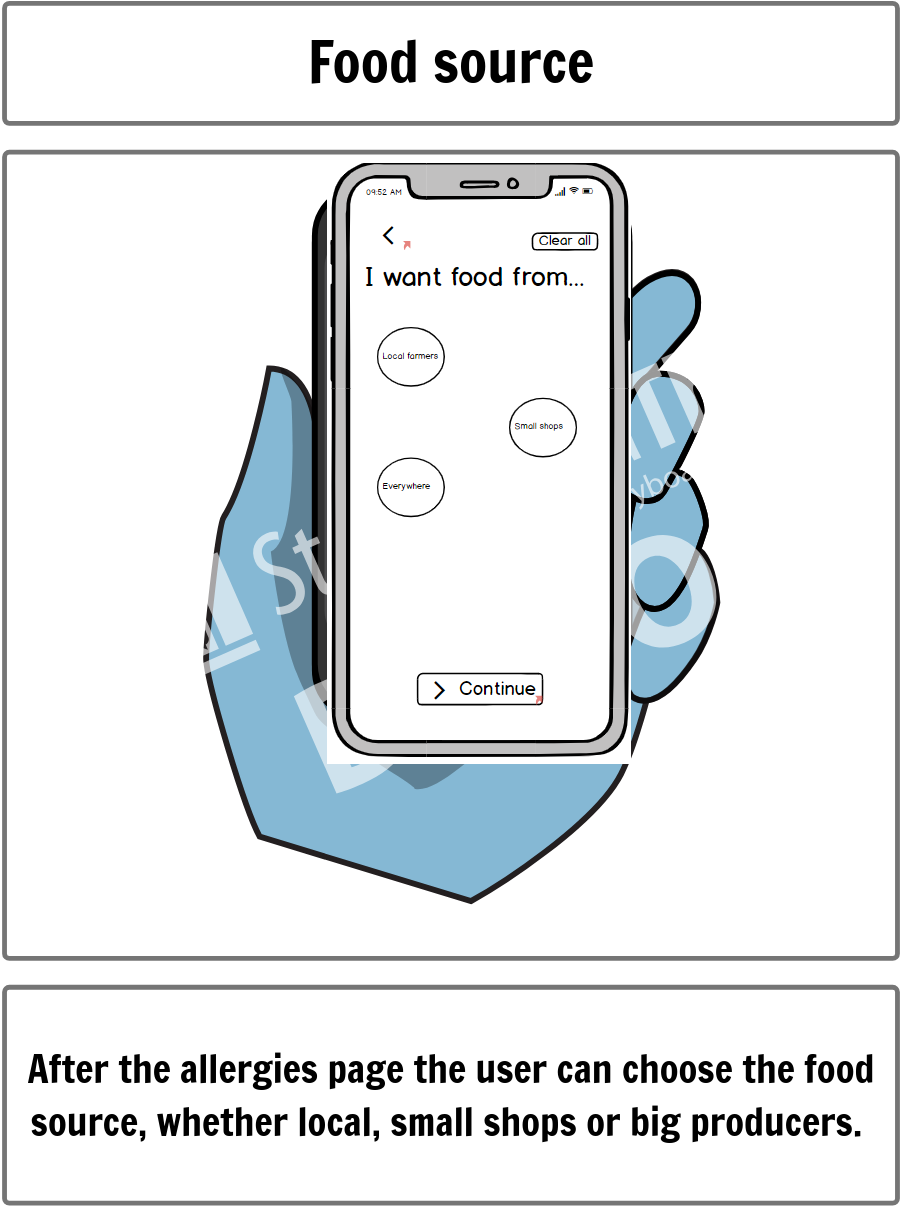 Food source
09:52 AM
Clear all
I want food from...
Local farmers
Small shops
Everywhere
Continue
After the allergies page the user can choose the food
source, whether local, small shops or big producers.